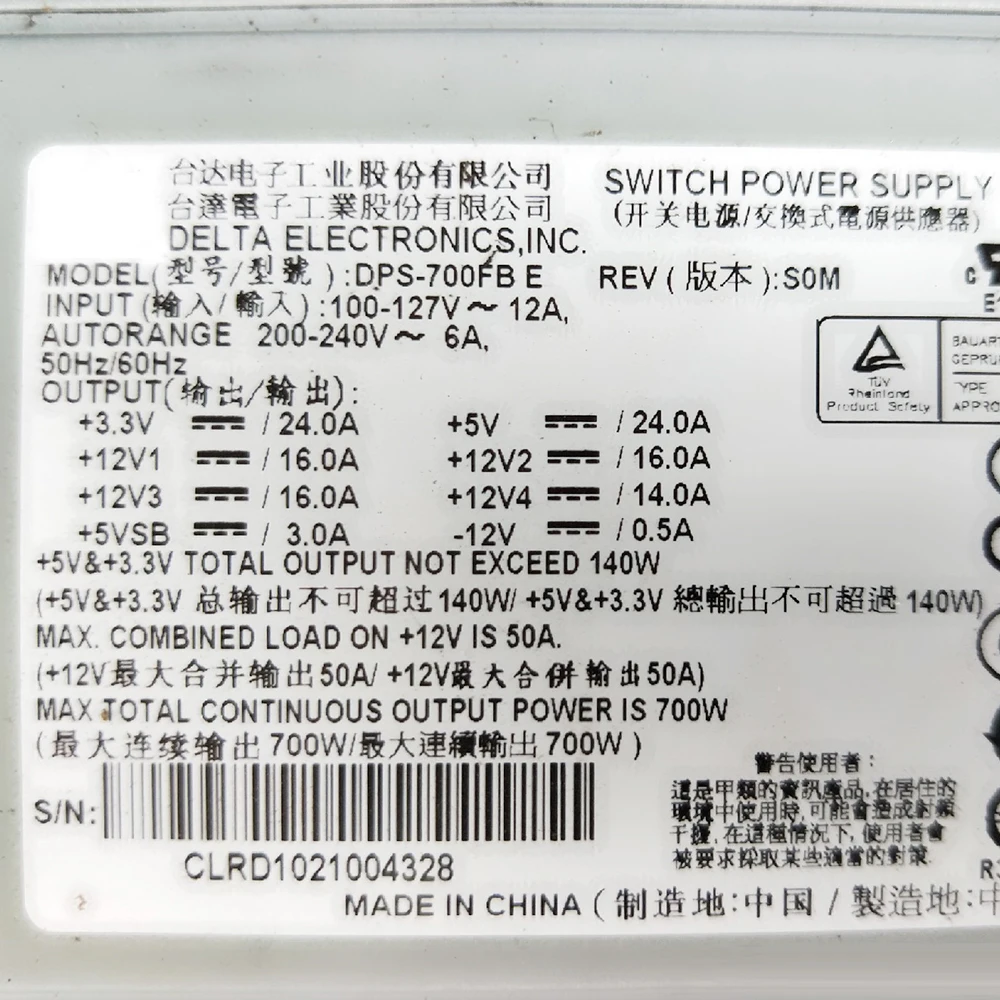 台达电子工业股份有限公司
台達電子工業股份有限公司
DELTA ELECTRONICS,INC.
SWITCH POWER SUPPLY
(开关电源/交換式電源供應器)
MODEL(型号/型號):DPS-700FB E REV(版本):S0M
INPUT(输入/輸入):100-127V～ 12A,
AUTORANGE 200-240V～ 6A,
50Hz/60Hz
OUTPUT(输出/輸出):
+3.3V ⎓ / 24.0A +5V ⎓ / 24.0A
+12V1 ⎓ / 16.0A +12V2 ⎓ / 16.0A
+12V3 ⎓ / 16.0A +12V4 ⎓ / 14.0A
+5VSB ⎓ / 3.0A -12V ⎓ / 0.5A
+5V&+3.3V TOTAL OUTPUT NOT EXCEED 140W
(+5V&+3.3V 总输出不可超过140W/ +5V&+3.3V 總輸出不可超過 140W)
MAX. COMBINED LOAD ON +12V IS 50A.
(+12V最大合并输出50A/ +12V最大合併輸出50A)
MAX TOTAL CONTINUOUS OUTPUT POWER IS 700W
(最大连续输出700W/最大連續輸出700W)
C
TÜV
Rheinland
Product Safety
BAUART
TYPE
S/N:
CLRD1021004328
警告使用者:
這是甲類的資訊產品,在居住的
環境中使用時,可能會造成射頻
干擾,在這種情況下,使用者會
被要求採取某些適當的對策
MADE IN CHINA (制造地:中国 / 製造地:中